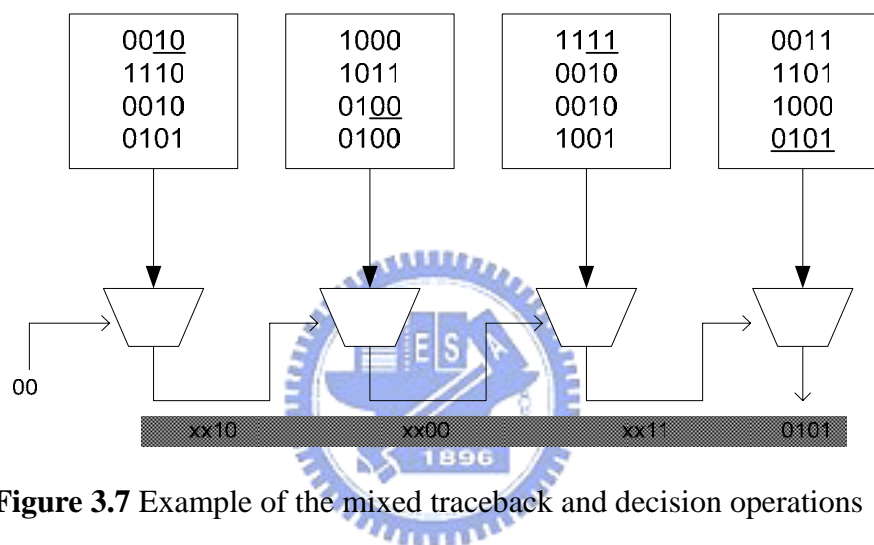 0010 1000 1111 0011
1110 1011 0010 1101
0010 0100 0010 1000
0101 0100 1001 0101
E S A
00
xx10 xx00 xx11 0101
1896
Figure 3.7 Example of the mixed traceback and decision operations